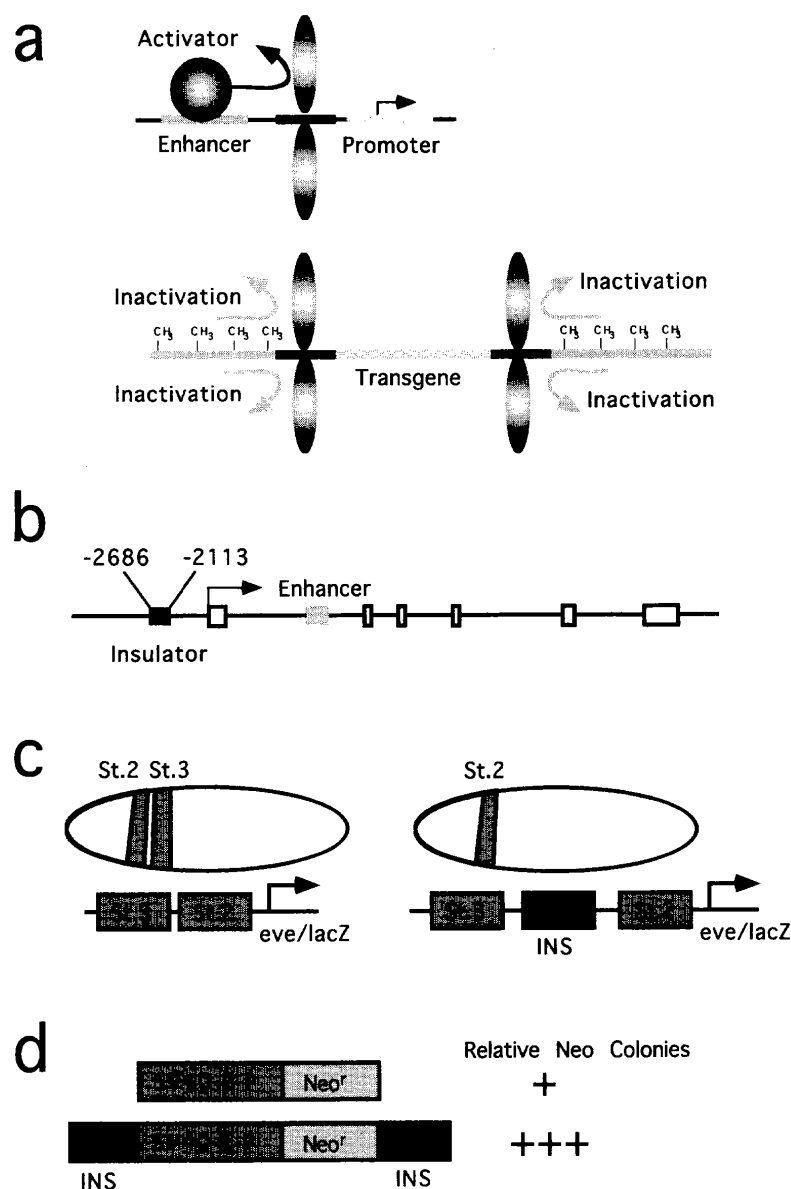 a
Activator
Enhancer
Promoter
Inactivation
Inactivation
CH3 CH3 CH3 CH3
CH3 CH3 CH3 CH3
Transgene
Inactivation
Inactivation
b
-2686 -2113
Enhancer
Insulator
c
St.2 St.3
St.2
eve/lacZ
eve/lacZ
INS
d
Relative Neo Colonies
Neor
+
Neor
+++
INS
INS